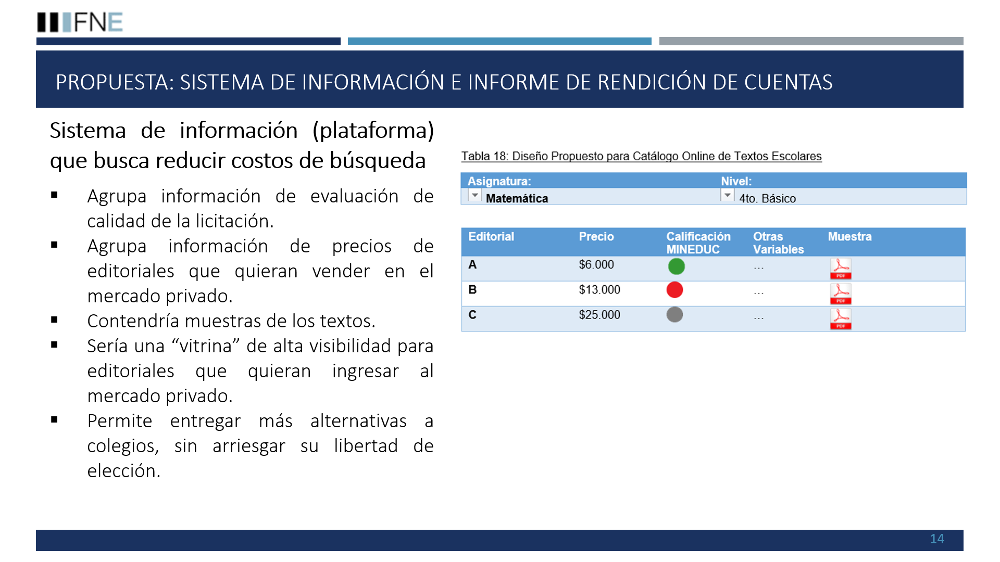 FNE
PROPUESTA: SISTEMA DE INFORMACIÓN E INFORME DE RENDICIÓN DE CUENTAS
Sistema de información (plataforma)
que busca reducir costos de búsqueda
▪ Agrupa información de evaluación de
calidad de la licitación.
▪ Agrupa información de precios de
editoriales que quieran vender en el
mercado privado.
▪ Contendría muestras de los textos.
▪ Sería una “vitrina” de alta visibilidad para
editoriales que quieran ingresar al
mercado privado.
▪ Permite entregar más alternativas a
colegios, sin arriesgar su libertad de
elección.
Tabla 18: Diseño Propuesto para Catálogo Online de Textos Escolares
Asignatura: Nivel:
Matemática 4to. Básico
Editorial Precio Calificación MINEDUC Otras Variables Muestra
A $6.000 ... PDF
B $13.000 ... PDF
C $25.000 ... PDF
14